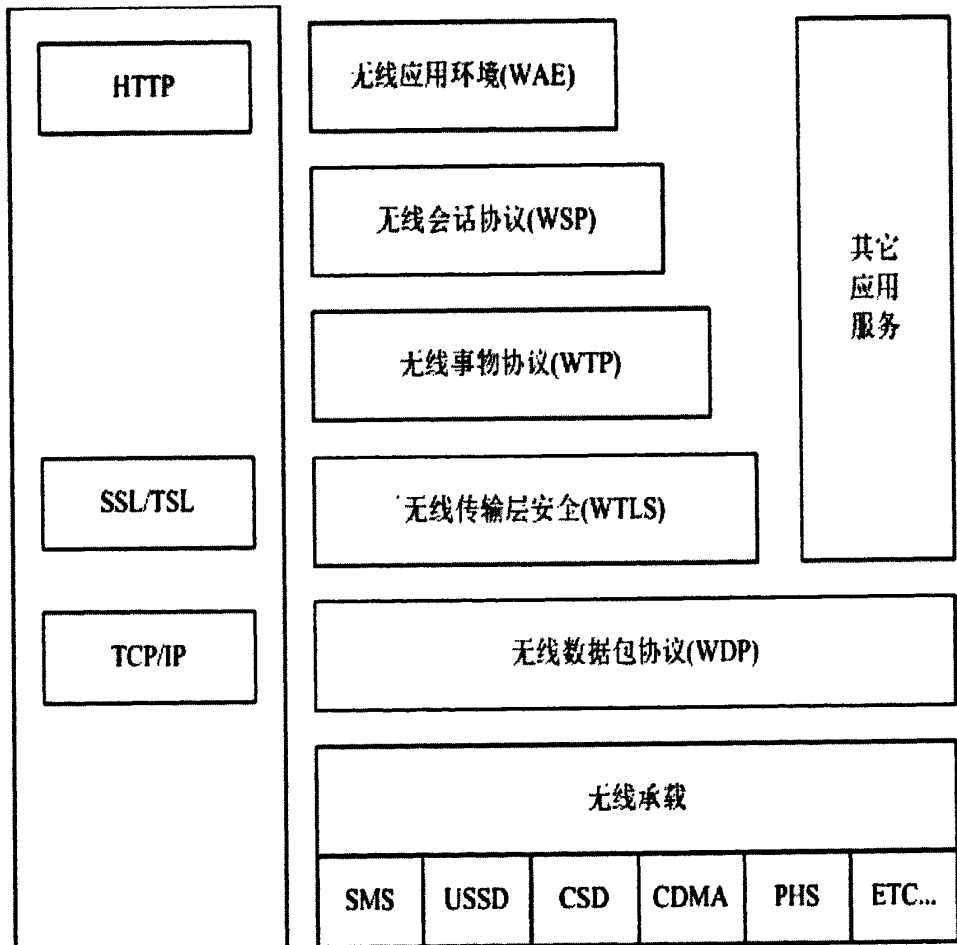 HTTP
无线应用环境(WAE)
无线会话协议(WSP)
其它
应用
服务
无线事物协议(WTP)
SSL/TSL
无线传输层安全(WTLS)
TCP/IP
无线数据包协议(WDP)
无线承载
SMS USSD CSD CDMA PHS ETC...